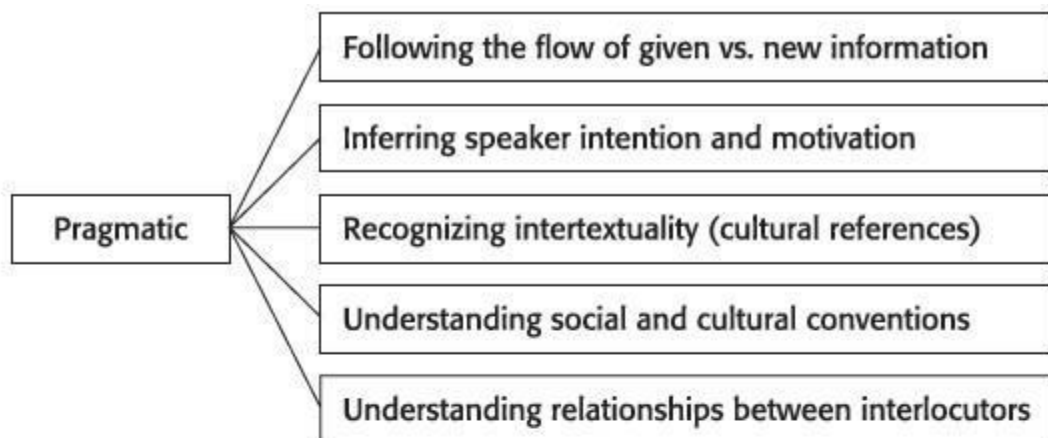 Following the flow of given vs. new information
Inferring speaker intention and motivation
Pragmatic
Recognizing intertextuality (cultural references)
Understanding social and cultural conventions
Understanding relationships between interlocutors